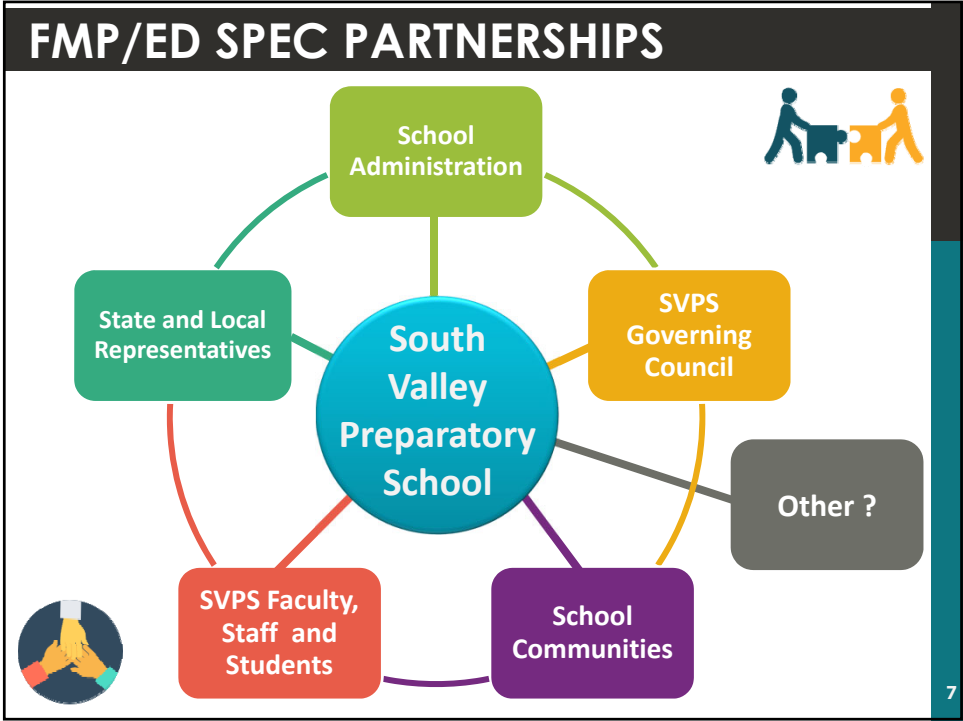 FMP/ED SPEC PARTNERSHIPS
School
Administration
State and Local
Representatives
SVPS
Governing
Council
South
Valley
Preparatory
School
Other ?
SVPS Faculty,
Staff and
Students
School
Communities
7